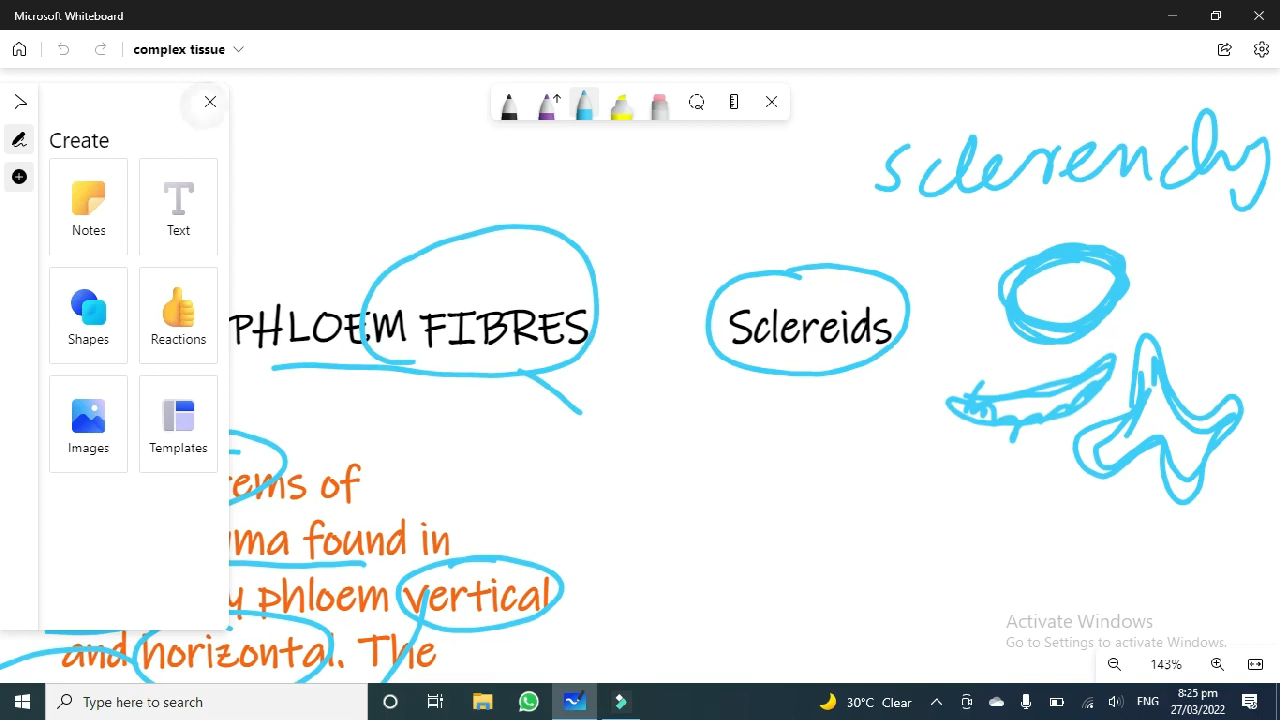 Microsoft Whiteboard
complex tissue
Create
Notes
Text
Shapes
Reactions
Images
Templates
sclerenchy
PHLOEM FIBRES
Sclereids
of
found in
phloem vertical
and horizontal. The
Activate Windows
Go to Settings to activate Windows.
143%
Type here to search
30°C Clear
ENG
8:25 pm
27/03/2022